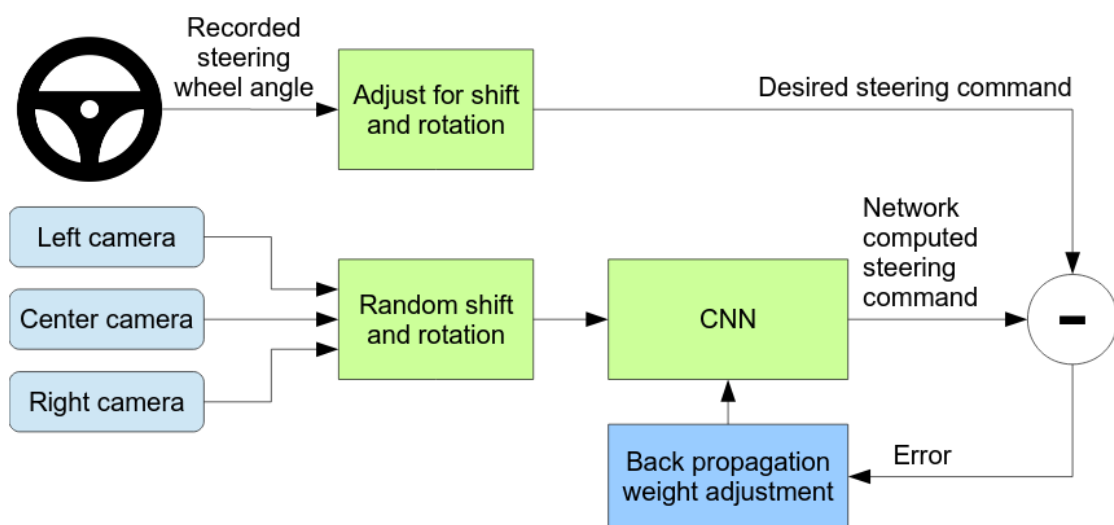 Recorded
steering
wheel angle
Adjust for shift
and rotation
Desired steering command
Left camera
Center camera
Right camera
Random shift
and rotation
CNN
Network
computed
steering
command
-
Back propagation
weight adjustment
Error